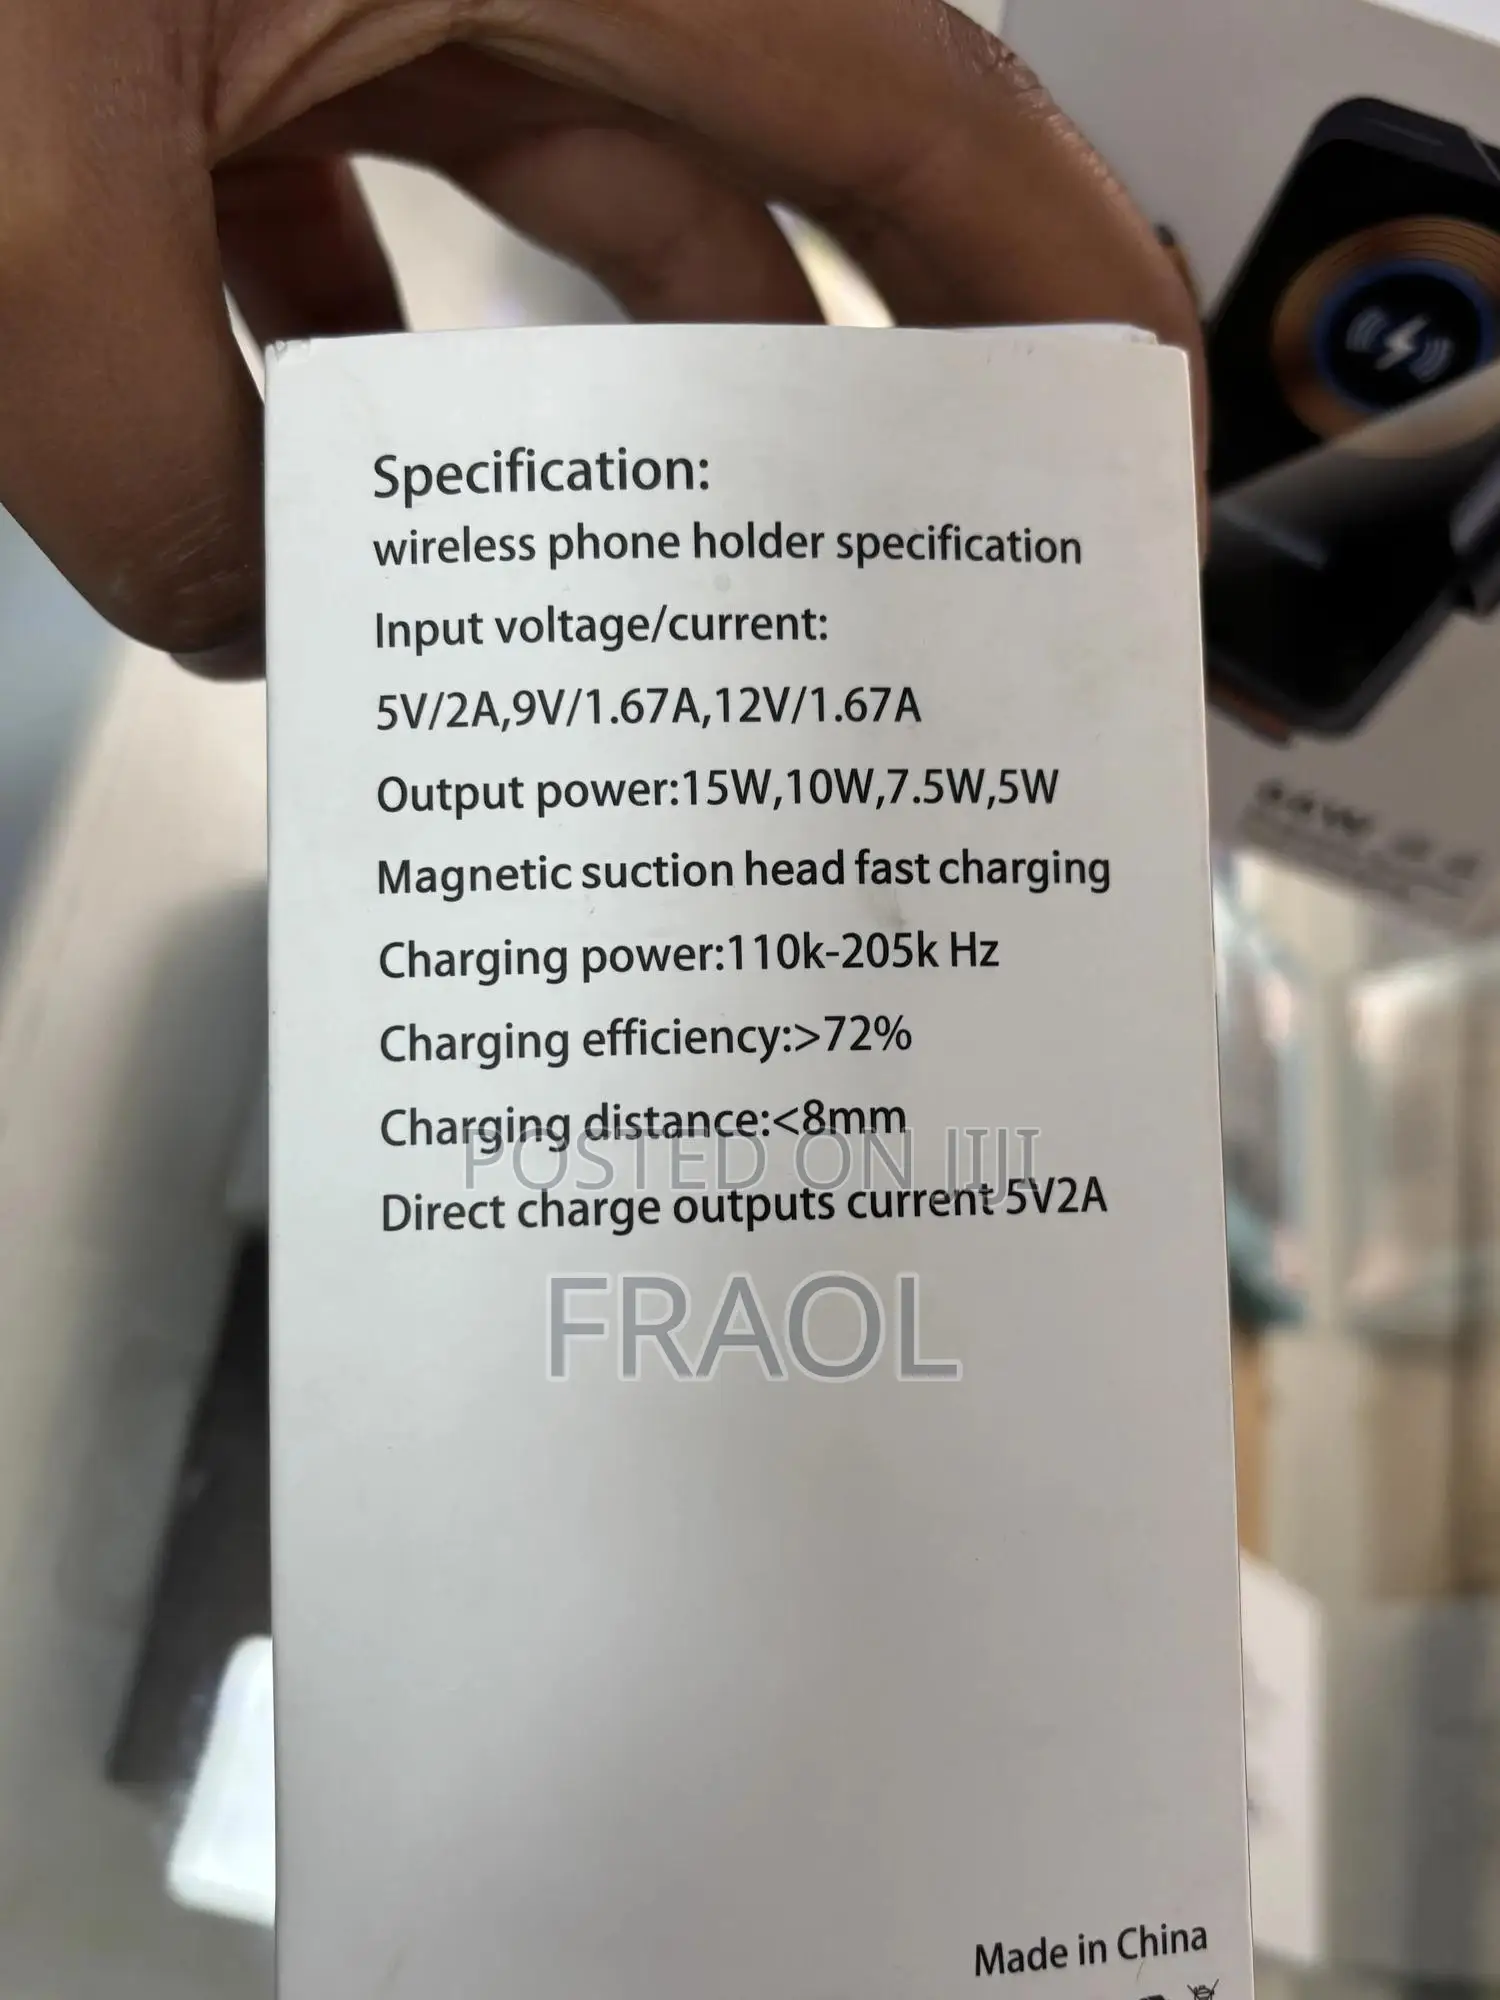 Specification:
wireless phone holder specification
Input voltage/current:
5V/2A,9V/1.67A,12V/1.67A
Output power:15W,10W,7.5W,5W
Magnetic suction head fast charging
Charging power:110k-205k Hz
Charging efficiency:>72%
Charging distance:<8mm
POSTED ON JIJI
Direct charge outputs current 5V2A
FRAOL
Made in China